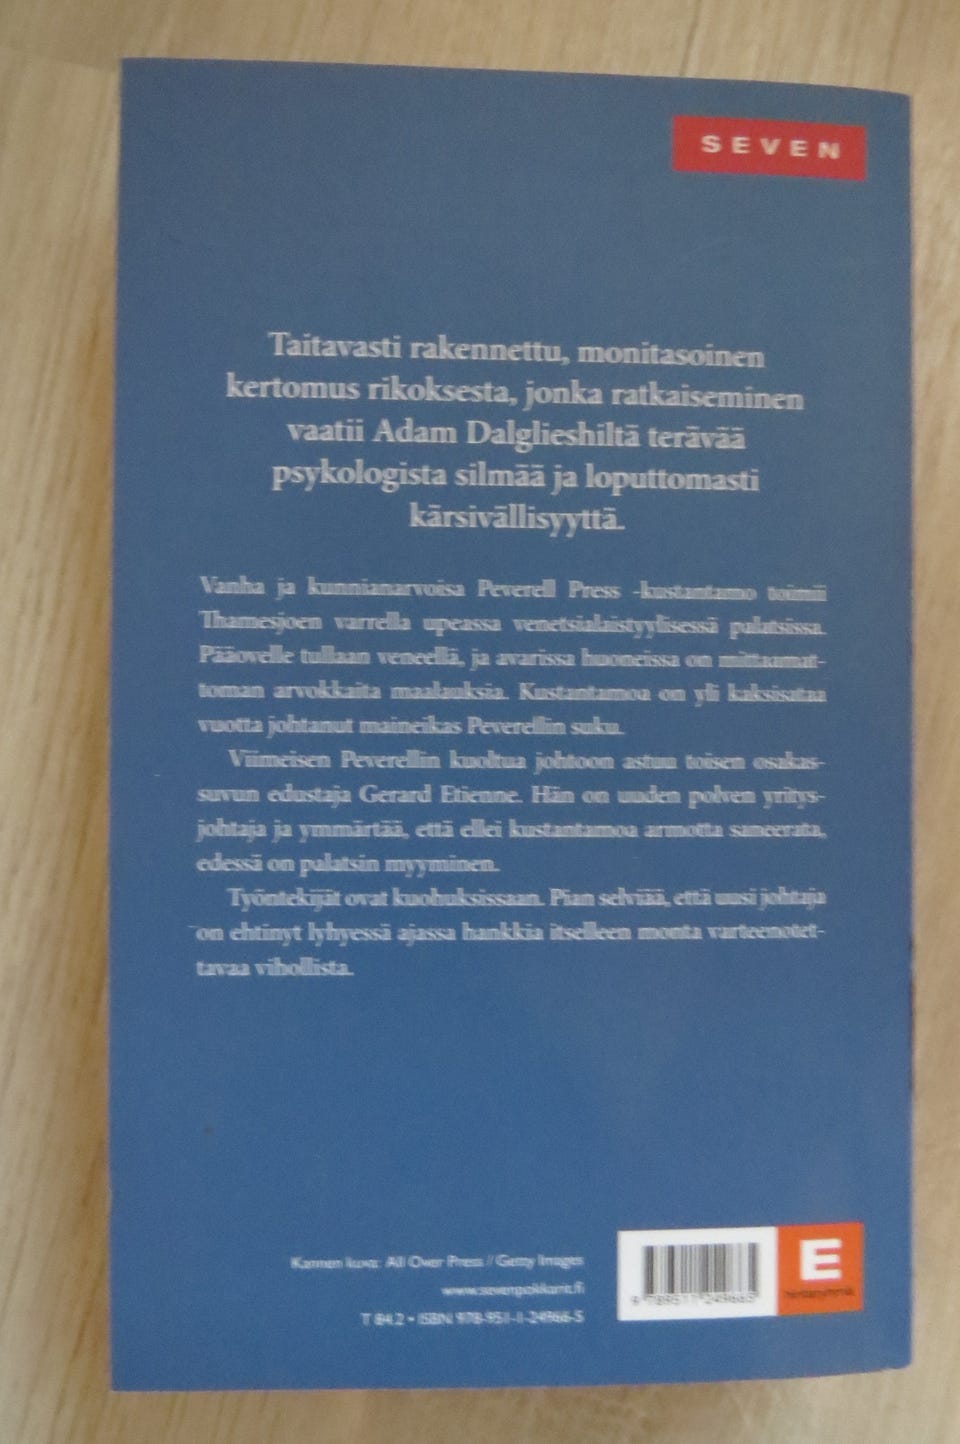 SEVEN
Taitavasti rakennettu, monitasoinen
kertomus rikoksesta, jonka ratkaiseminen
vaatii Adam Dalglieshiltä terävää
psykologista silmää ja loputtomasti
kärsivällisyyttä.
Vanha ja kunnianarvoisa Peverell Press -kustantamo toimii
Thamesjoen varrella upeassa venetsialaistyylisessä palatsissa.
Pääovelle tullaan veneellä, ja avarissa huoneissa on mittaamat-
toman arvokkaita maalauksia. Kustantamoa on yli kaksisataa
vuotta johtanut maineikas Peverellin suku.
Viimeisen Peverellin kuoltua johtoon astuu toisen osakas-
suvun edustaja Gerard Etienne. Hän on uuden polven yritys-
johtaja ja ymmärtää, että ellei kustantamoa armotta saneerata,
edessä on palatsin myyminen.
Työntekijät ovat kuohuksissaan. Pian selviää, että uusi johtaja
on ehtinyt lyhyessä ajassa hankkia itselleen monta varteenotet-
tavaa vihollista.
Kannen kuva: All Over Press / Getty Images
www.sevenpokkarit.fi
T 84.2 • ISBN 978-951-1-24966-5
9 789511 249665
E
hintaryhmä